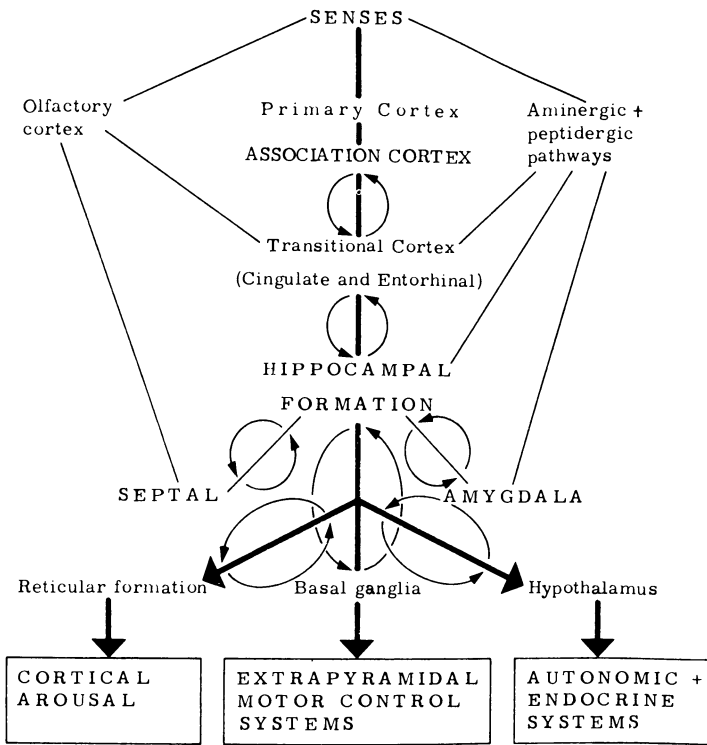 SENSES
Olfactory
cortex
Primary Cortex
Aminergic +
peptidergic
pathways
ASSOCIATION CORTEX
Transitional Cortex
(Cingulate and Entorhinal)
HIPPOCAMPAL
FORMATION
SEPTAL
AMYGDALA
Reticular formation
Basal ganglia
Hypothalamus
CORTICAL
AROUSAL
EXTRAPYRAMIDAL
MOTOR CONTROL
SYSTEMS
AUTONOMIC +
ENDOCRINE
SYSTEMS